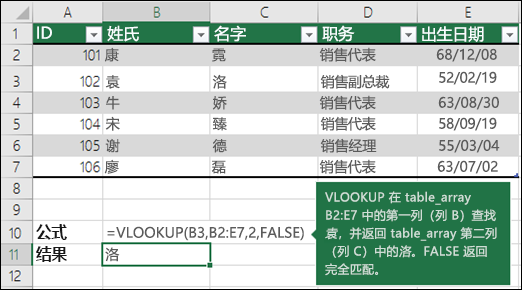 A B C D E
1 ID 姓氏 名字 职务 出生日期
2 101 康 霓 销售代表 68/12/08
3 102 袁 洛 销售副总裁 52/02/19
4 103 牛 娇 销售代表 63/08/30
5 104 宋 臻 销售代表 58/09/19
6 105 谢 德 销售经理 55/03/04
7 106 廖 磊 销售代表 63/07/02
8
9
10 公式 =VLOOKUP(B3,B2:E7,2,FALSE)
11 结果 洛
12
VLOOKUP 在 table_array
B2:E7 中的第一列（列 B）查找
袁，并返回 table_array 第二列
（列 C）中的洛。FALSE 返回
完全匹配。